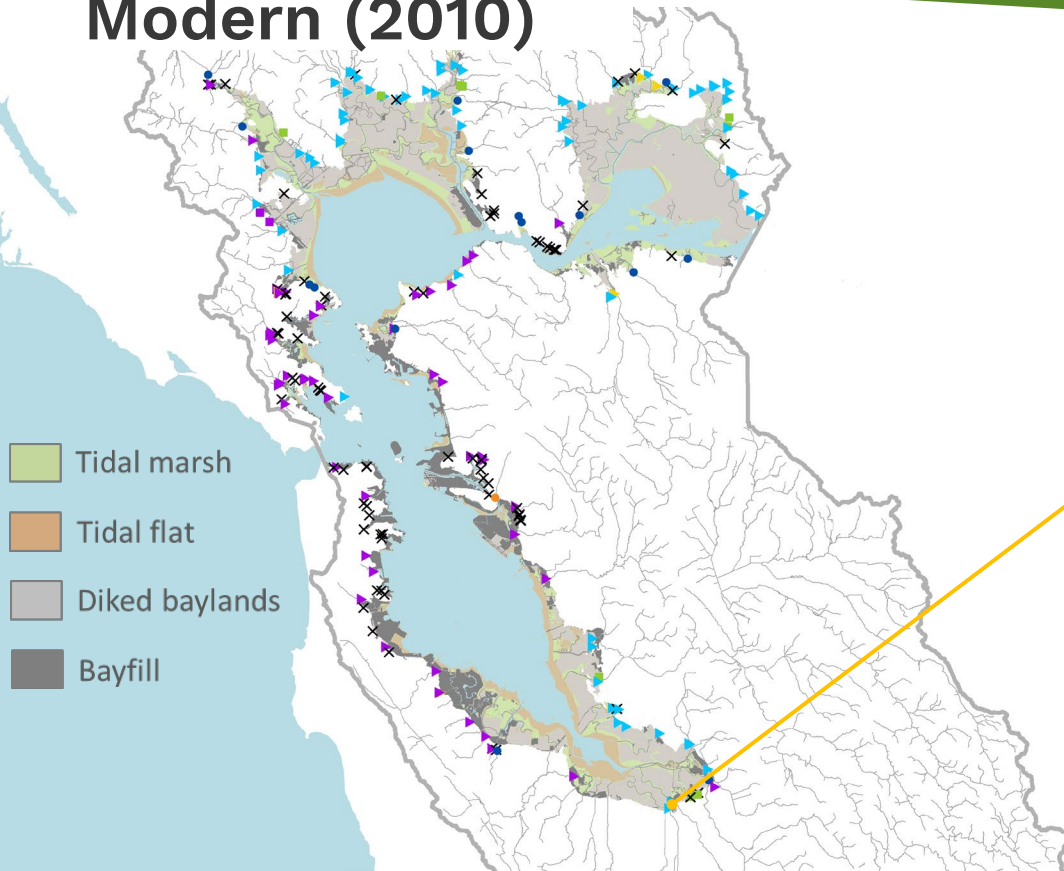 Modern (2010)
Tidal marsh
Tidal flat
Diked baylands
Bayfill